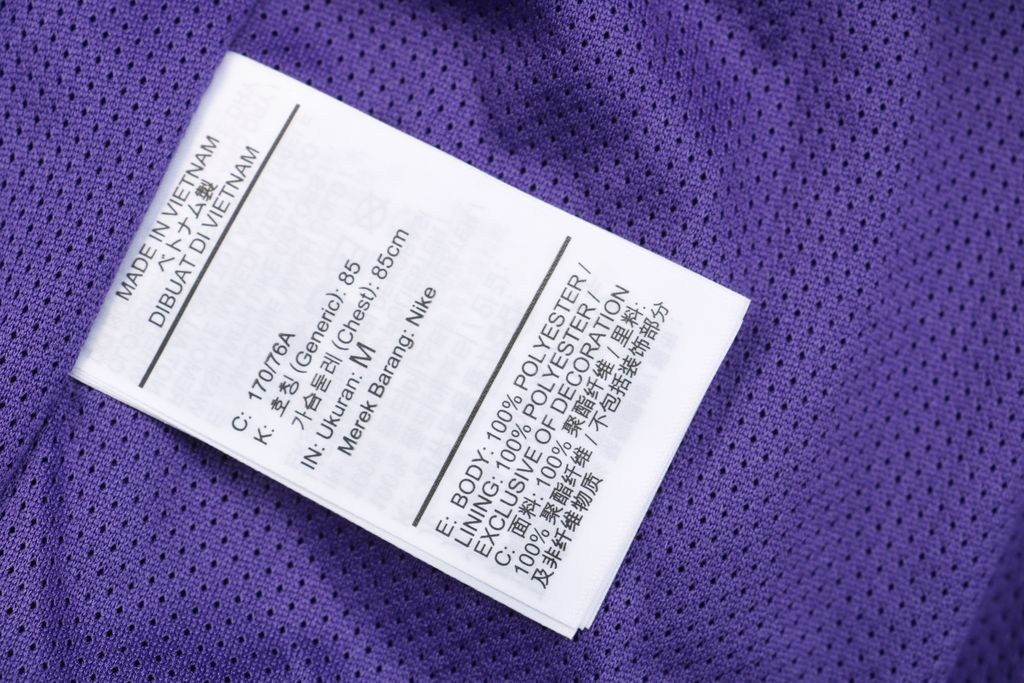 MADE IN VIETNAM
ベトナム製
DIBUAT DI VIETNAM
C: 170/76A
K: 호칭 (Generic): 85
가슴둘레 (Chest): 85cm
IN: Ukuran: M
Merek Barang: Nike
E: BODY: 100% POLYESTER /
LINING: 100% POLYESTER /
EXCLUSIVE OF DECORATION
C: 面料: 100% 聚酯纤维 / 里料:
100% 聚酯纤维 / 不包括装饰部分
及非纤维物质